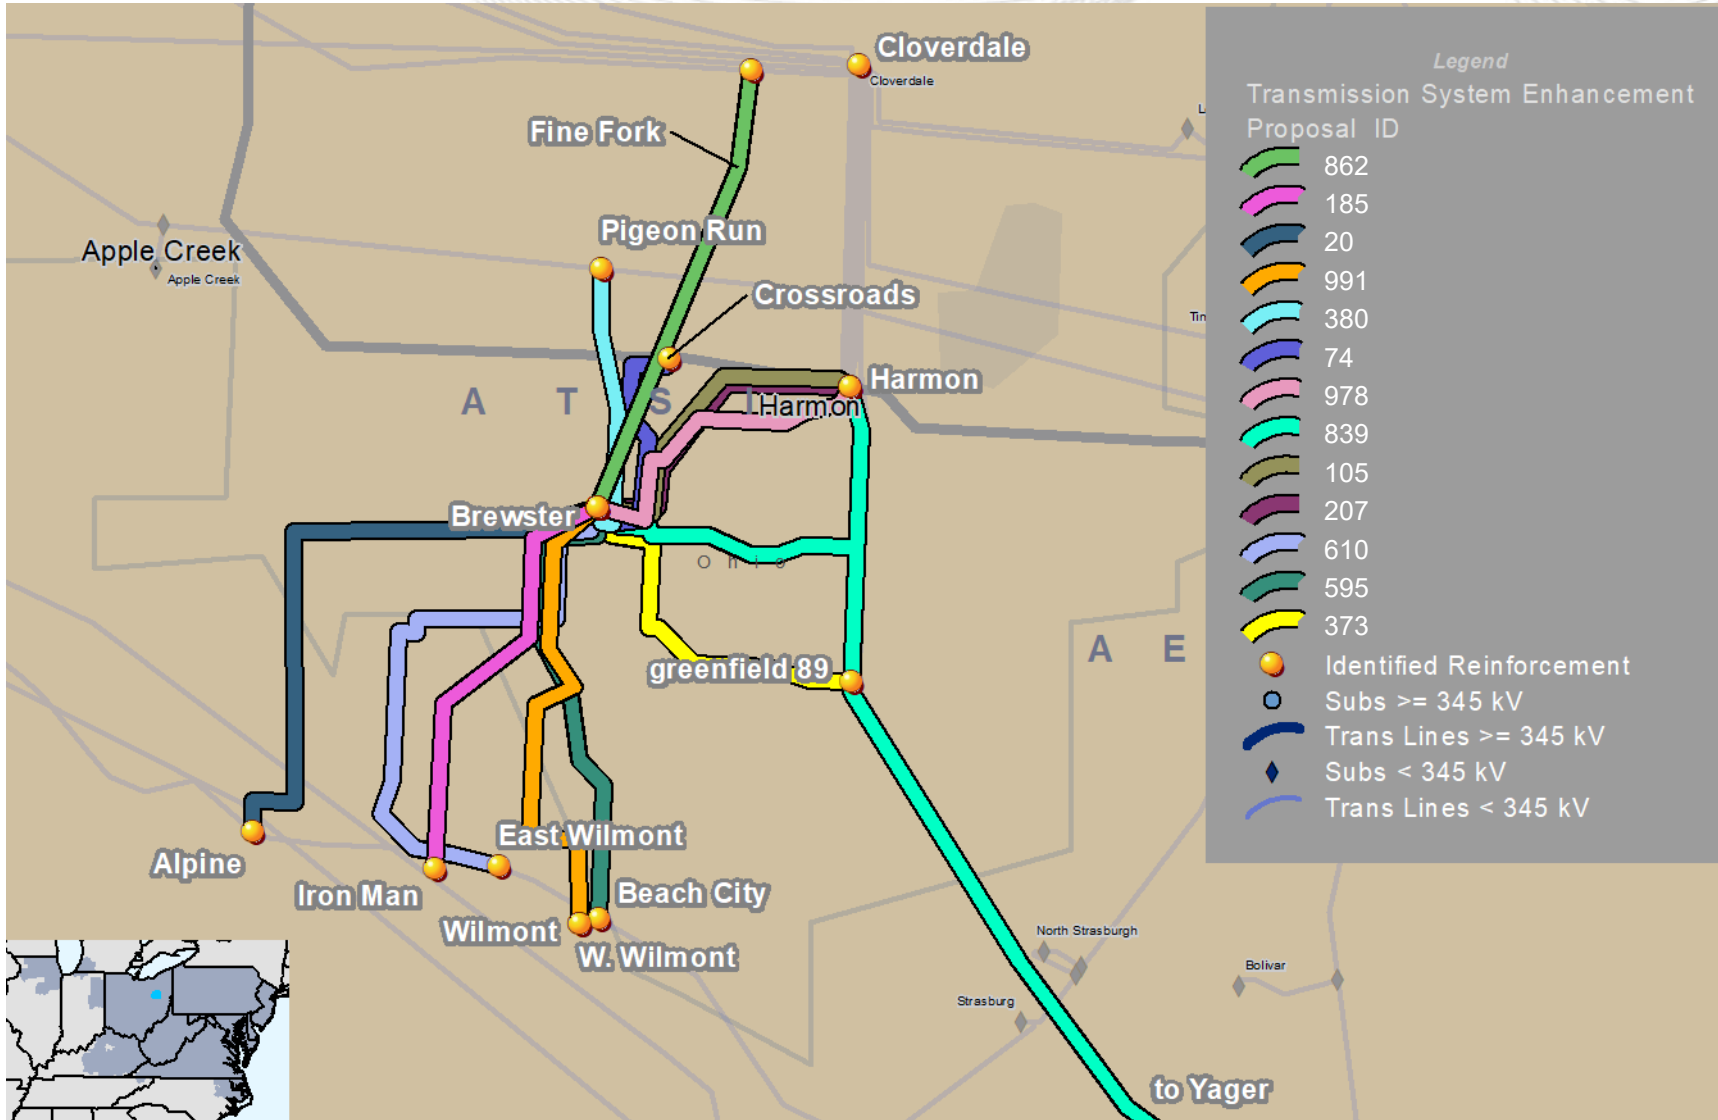 Cloverdale
Cloverdale
Fine Fork
Pigeon Run
Apple Creek
Apple Creek
Crossroads
Harmon
Harmon
A T S I
Brewster
Ohio
greenfield 89
A E
East Wilmont
Alpine
Iron Man
Beach City
Wilmont
W. Wilmont
North Strasburgh
Bolivar
Strasburg
to Yager
L
Tin
Legend
Transmission System Enhancement
Proposal ID
862
185
20
991
380
74
978
839
105
207
610
595
373
Identified Reinforcement
Subs >= 345 kV
Trans Lines >= 345 kV
Subs < 345 kV
Trans Lines < 345 kV